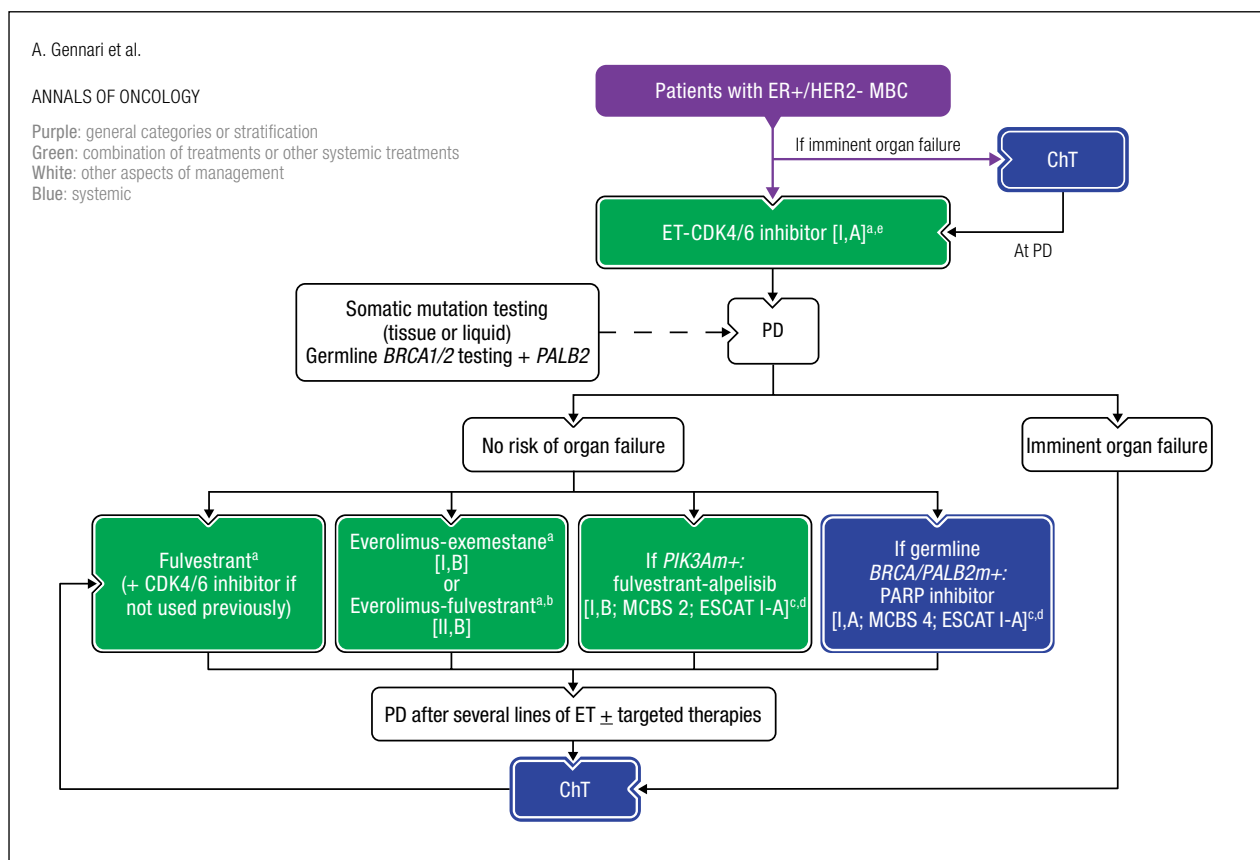 A. Gennari et al.
ANNALS OF ONCOLOGY
Purple: general categories or stratification
Green: combination of treatments or other systemic treatments
White: other aspects of management
Blue: systemic
Patients with ER+/HER2- MBC
If imminent organ failure
ChT
ET-CDK4/6 inhibitor [I,A]a,e
At PD
Somatic mutation testing
(tissue or liquid)
Germline BRCA1/2 testing + PALB2
PD
No risk of organ failure
Imminent organ failure
Fulvestranta
(+ CDK4/6 inhibitor if
not used previously)
Everolimus-exemestanea
[I,B]
or
Everolimus-fulvestranta,b
[II,B]
If PIK3Am+:
fulvestrant-alpelisib
[I,B; MCBS 2; ESCAT I-A]c,d
If germline
BRCA/PALB2m+:
PARP inhibitor
[I,A; MCBS 4; ESCAT I-A]c,d
PD after several lines of ET ± targeted therapies
ChT